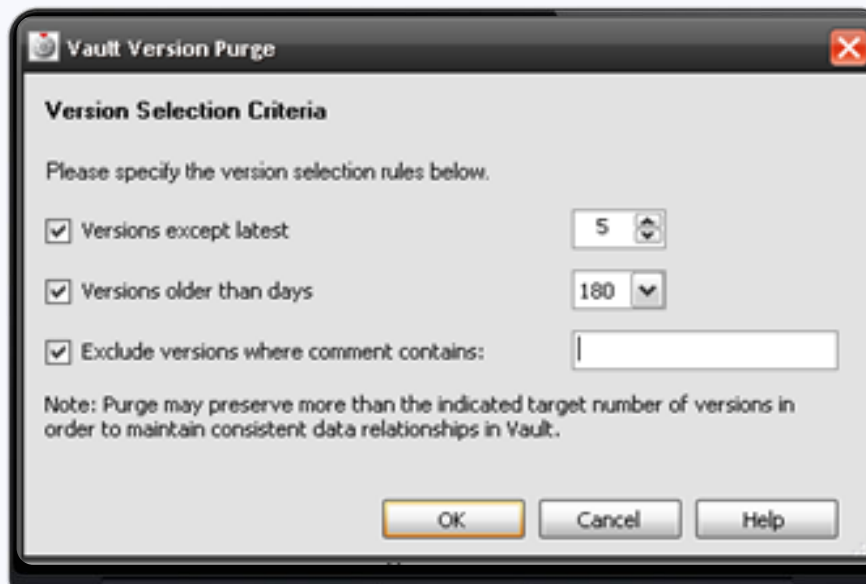 Vault Version Purge
Version Selection Criteria
Please specify the version selection rules below.
Versions except latest 5
Versions older than days 180
Exclude versions where comment contains:
Note: Purge may preserve more than the indicated target number of versions in
order to maintain consistent data relationships in Vault.
OK Cancel Help